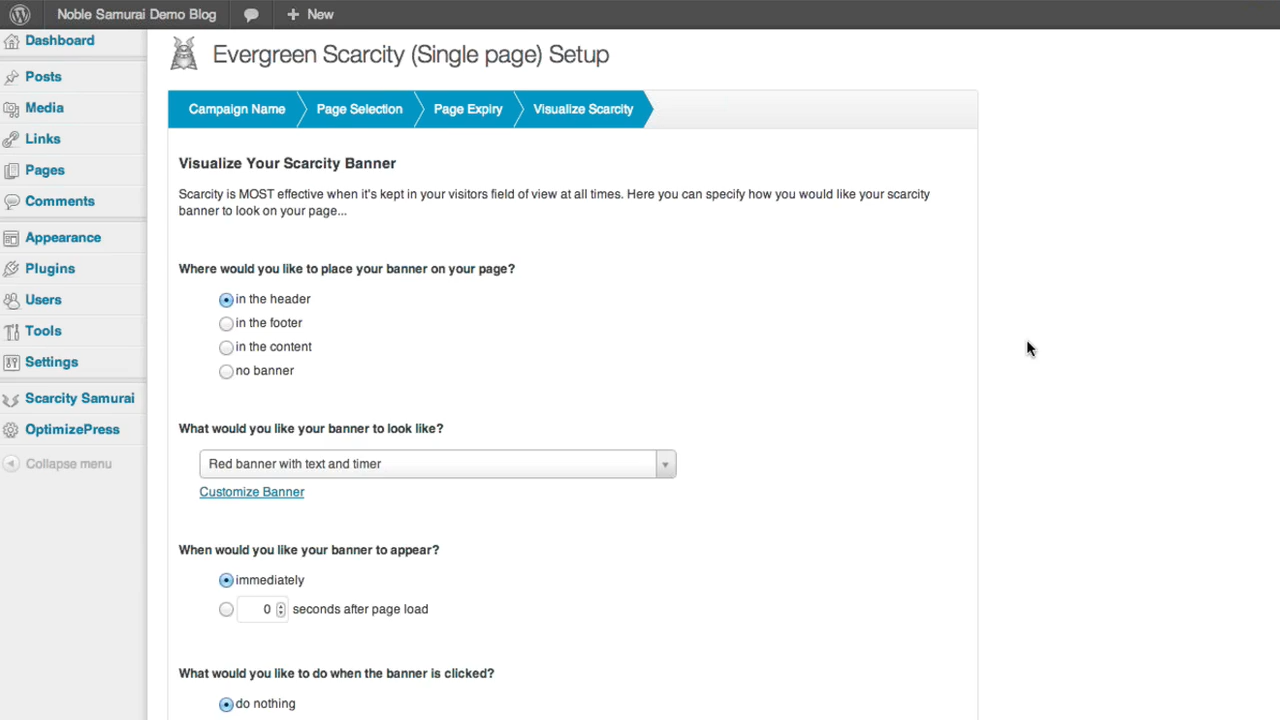 Noble Samurai Demo Blog
New
Dashboard
Posts
Media
Links
Pages
Comments
Appearance
Plugins
Users
Tools
Settings
Scarcity Samurai
OptimizePress
Collapse menu
Evergreen Scarcity (Single page) Setup
Campaign Name
Page Selection
Page Expiry
Visualize Scarcity
Visualize Your Scarcity Banner
Scarcity is MOST effective when it's kept in your visitors field of view at all times. Here you can specify how you would like your scarcity
banner to look on your page...
Where would you like to place your banner on your page?
in the header
in the footer
in the content
no banner
What would you like your banner to look like?
Red banner with text and timer
Customize Banner
When would you like your banner to appear?
immediately
0 seconds after page load
What would you like to do when the banner is clicked?
do nothing